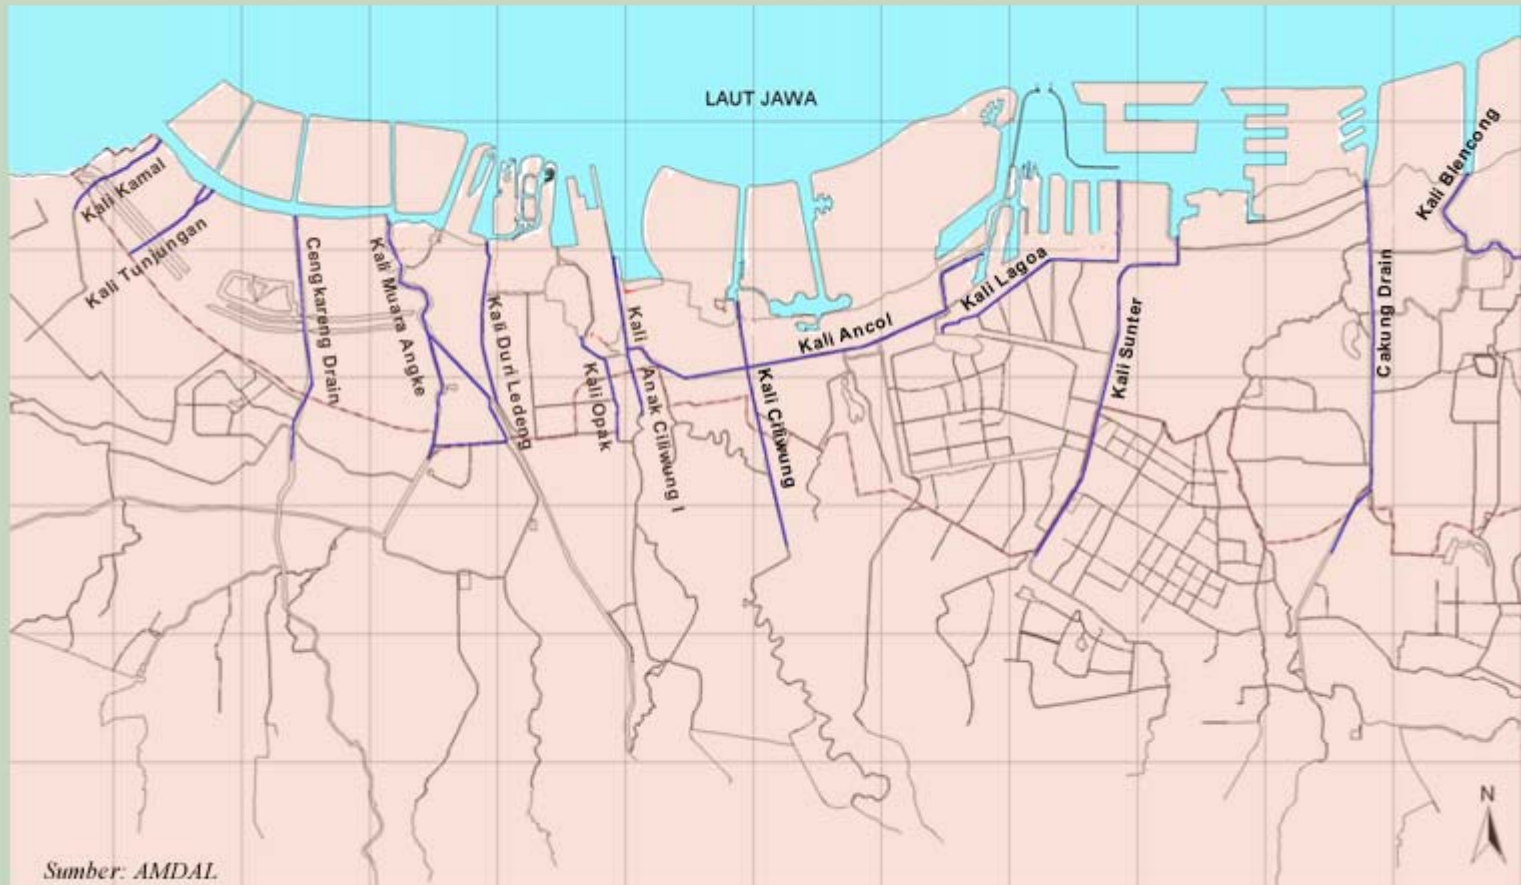 LAUT JAWA
Kali Kamal
Kali Tunjungan
Cengkareng Drain
Kali Muara Angke
Kali Duri Ledeng
Kali Opak
Kali
Anak Ciliwung I
Kali Ciliwung
Kali Ancol
Kali Lagoa
Kali Sunter
Cakung Drain
Kali Blencong
N
Sumber: AMDAL